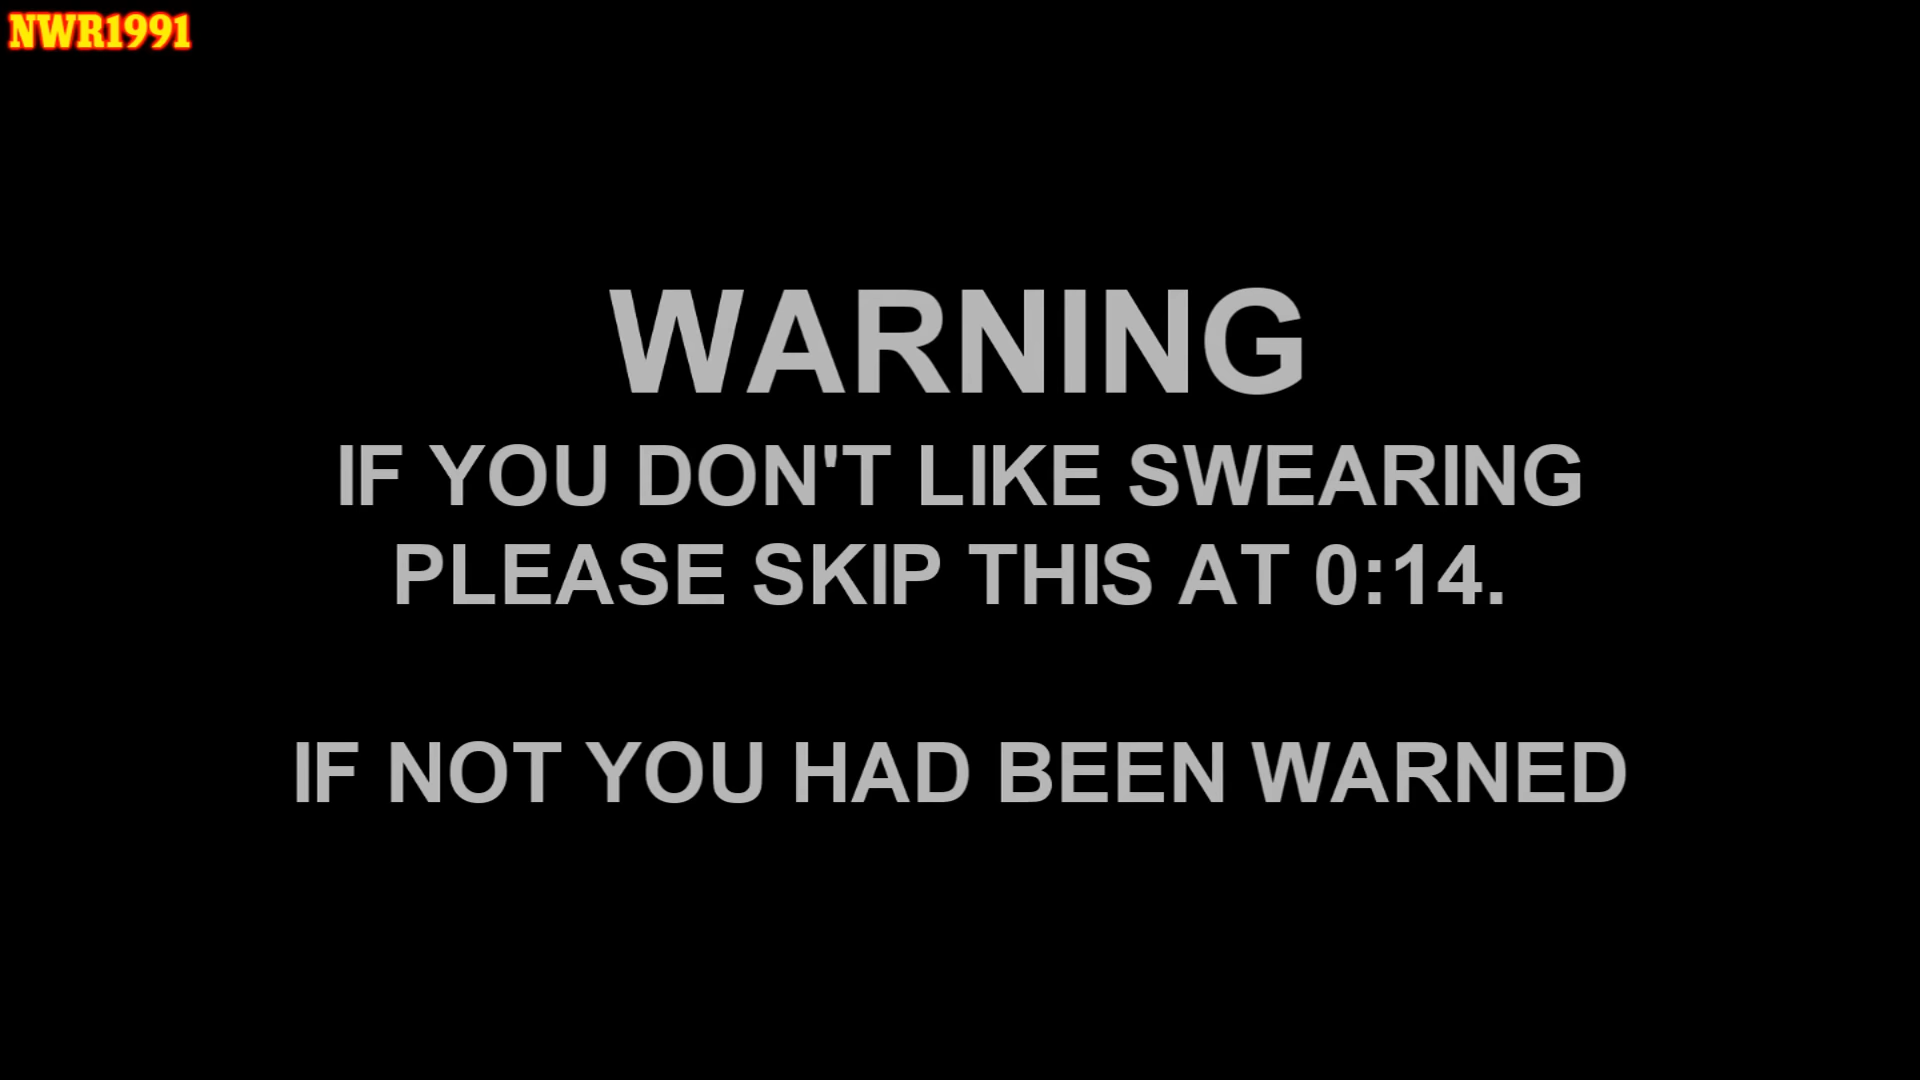 NWR1991
WARNING
IF YOU DON'T LIKE SWEARING
PLEASE SKIP THIS AT 0:14.
IF NOT YOU HAD BEEN WARNED